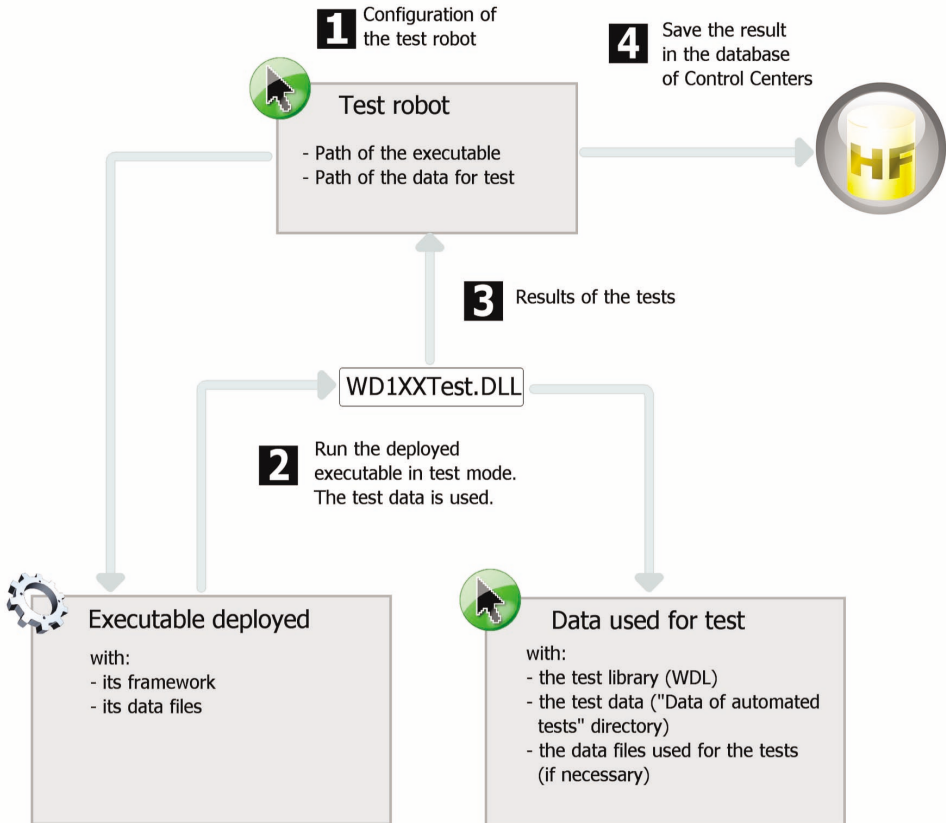 1
Configuration of
the test robot
4
Save the result
in the database
of Control Centers
Test robot
- Path of the executable
- Path of the data for test
HF
3
Results of the tests
WD1XXTest.DLL
2
Run the deployed
executable in test mode.
The test data is used.
Executable deployed
with:
- its framework
- its data files
Data used for test
with:
- the test library (WDL)
- the test data ("Data of automated
tests" directory)
- the data files used for the tests
(if necessary)